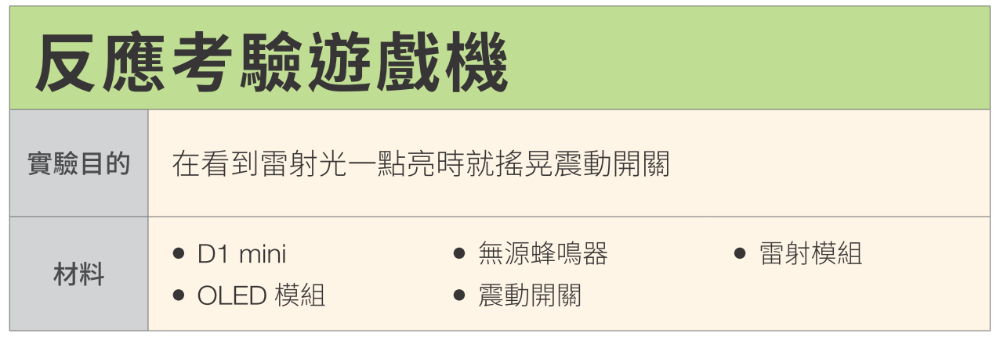 反應考驗遊戲機
實驗目的
在看到雷射光一點亮時就搖晃震動開關
材料
● D1 mini
● 無源蜂鳴器
● 雷射模組
● OLED 模組
● 震動開關